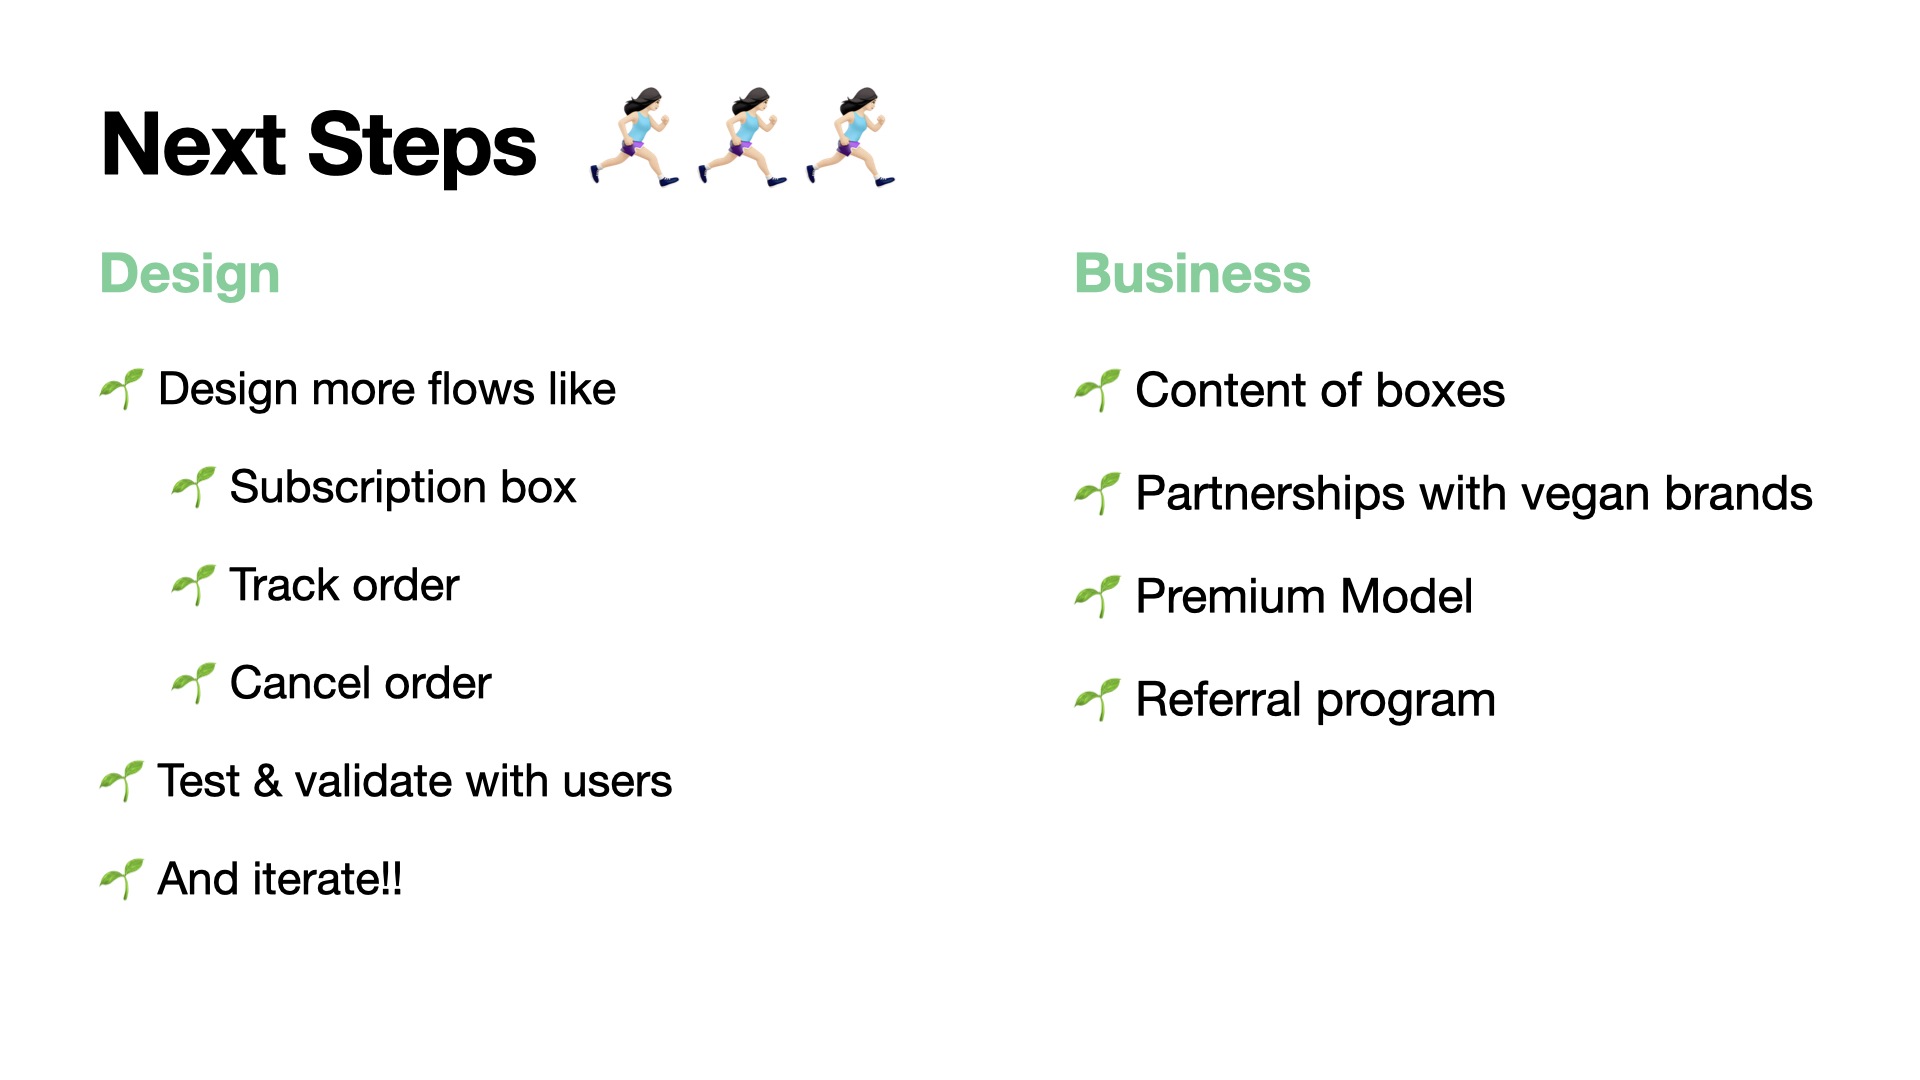 Next Steps
Design
Design more flows like
Subscription box
Track order
Cancel order
Test & validate with users
And iterate!!
Business
Content of boxes
Partnerships with vegan brands
Premium Model
Referral program